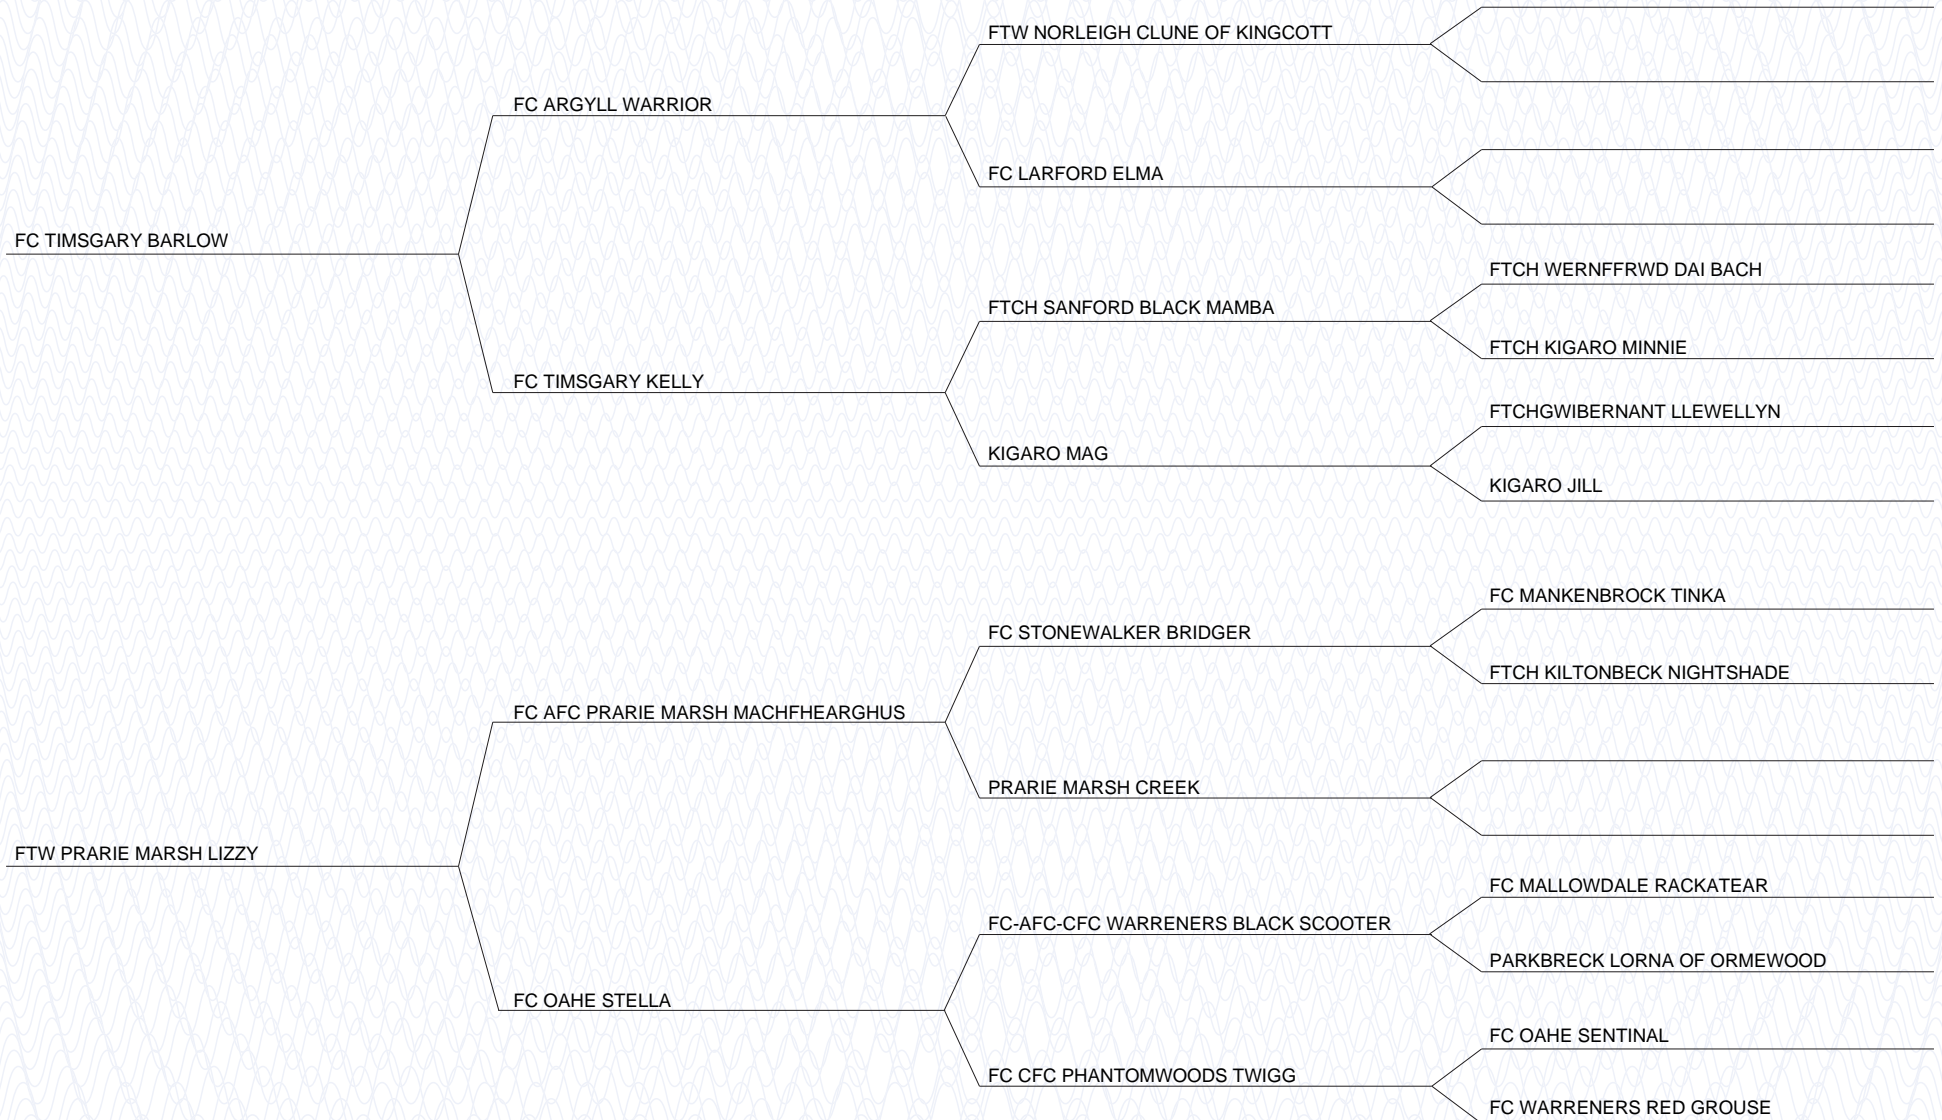 FTW NORLEIGH CLUNE OF KINGCOTT
FC ARGYLL WARRIOR
FC LARFORD ELMA
FC TIMSGARY BARLOW
FTCH WERNFFRWD DAI BACH
FTCH SANFORD BLACK MAMBA
FTCH KIGARO MINNIE
FC TIMSGARY KELLY
FTCHGWIBERNANT LLEWELLYN
KIGARO MAG
KIGARO JILL
FC MANKENBROCK TINKA
FC STONEWALKER BRIDGER
FTCH KILTONBECK NIGHTSHADE
FC AFC PRARIE MARSH MACHFHEARGHUS
PRARIE MARSH CREEK
FTW PRARIE MARSH LIZZY
FC MALLOWDALE RACKATEAR
FC-AFC-CFC WARRENERS BLACK SCOOTER
PARKBRECK LORNA OF ORMEWOOD
FC OAHE STELLA
FC OAHE SENTINAL
FC CFC PHANTOMWOODS TWIGG
FC WARRENERS RED GROUSE